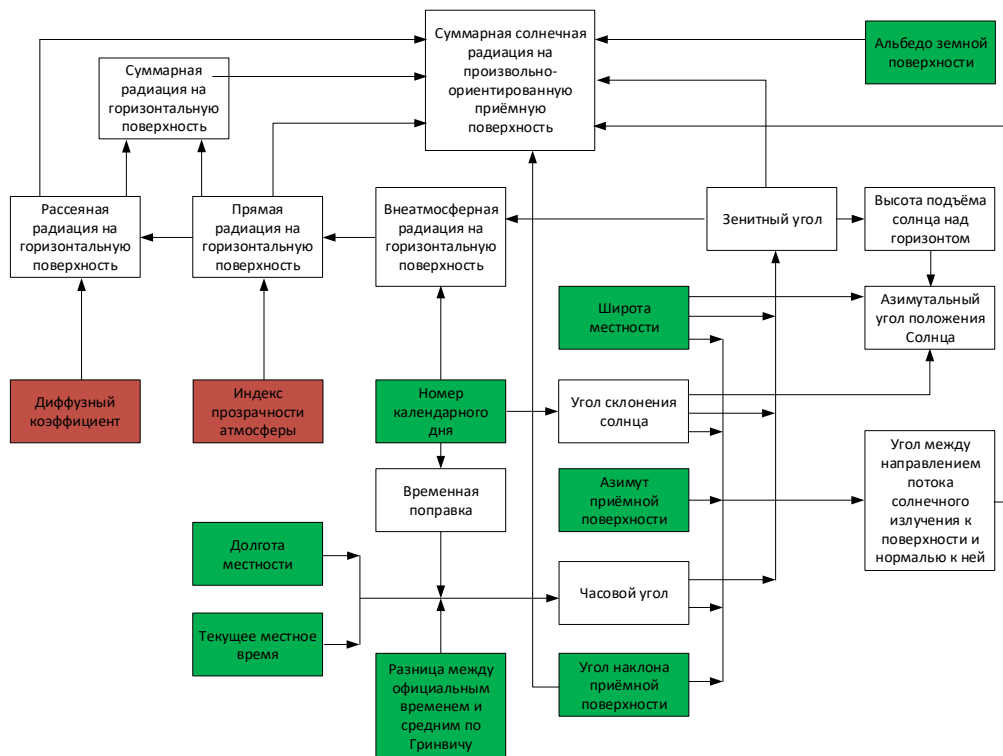 Суммарная солнечная
радиация на
произвольно-
ориентированную
приёмную
поверхность
Альбедо земной
поверхности
Суммарная
радиация на
горизонтальную
поверхность
Рассеяная
радиация на
горизонтальную
поверхность
Прямая
радиация на
горизонтальную
поверхность
Внеатмосферная
радиация на
горизонтальную
поверхность
Зенитный угол
Высота подъёма
солнца над
горизонтом
Широта
местности
Азимутальный
угол положения
Солнца
Диффузный
коэффициент
Индекс
прозрачности
атмосферы
Номер
календарного
дня
Угол склонения
солнца
Временная
поправка
Азимут
приёмной
поверхности
Угол между
направлением
потока
солнечного
излучения к
поверхности и
нормалью к ней
Долгота
местности
Часовой угол
Текущее местное
время
Разница между
официальным
временем и
средним по
Гринвичу
Угол наклона
приёмной
поверхности